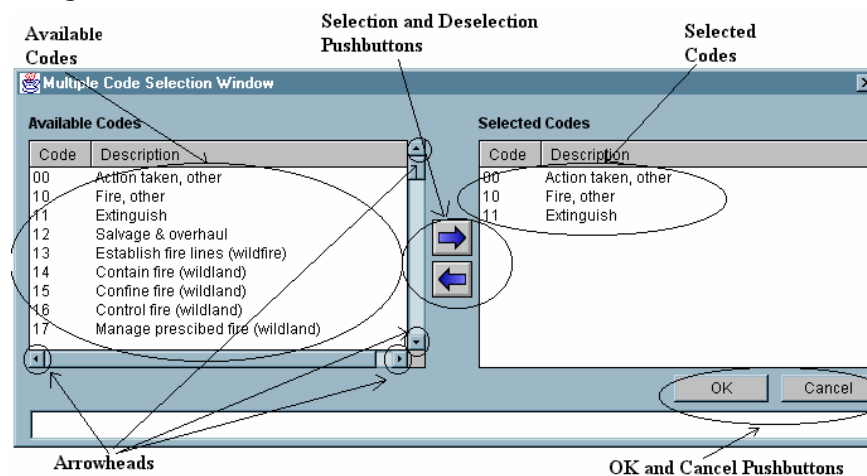 Available
Codes
Selection and Deselection
Pushbuttons
Selected
Codes
Multiple Code Selection Window
Available Codes
Code Description
00 Action taken, other
10 Fire, other
11 Extinguish
12 Salvage & overhaul
13 Establish fire lines (wildfire)
14 Contain fire (wildland)
15 Confine fire (wildland)
16 Control fire (wildland)
17 Manage prescibed fire (wildland)
Selected Codes
Code Description
00 Action taken, other
10 Fire, other
11 Extinguish
OK Cancel
Arrowheads
OK and Cancel Pushbuttons